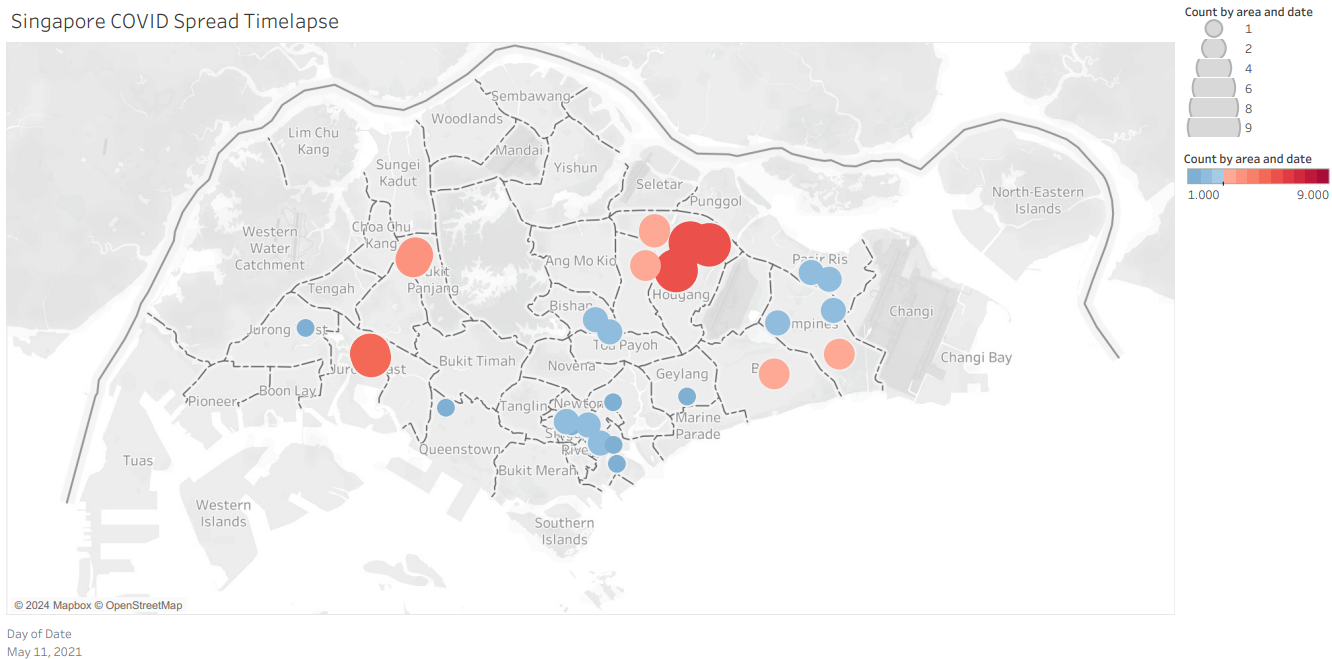 Singapore COVID Spread Timelapse
Count by area and date
1
2
4
6
8
9
Count by area and date
1.000
9.000
Sembawang
Woodlands
Lim Chu
Kang
Mandai
Sungei
Kadut
Yishun
Seletar
Punggol
North-Eastern
Islands
Western
Water
Catchment
Choa Chu
Kang
Ang Mo Kio
Pasir Ris
Panjang
Tengah
Hougang
Bishan
Changi
Jurong
Toa Payoh
mpines
Changi Bay
Bukit Timah
Novena
Geylang
Boon Lay
Pioneer
Tanglin
Newton
Marine
Parade
Queenstown
River
Tuas
Bukit Merah
Western
Islands
Southern
Islands
© 2024 Mapbox © OpenStreetMap
Day of Date
May 11, 2021